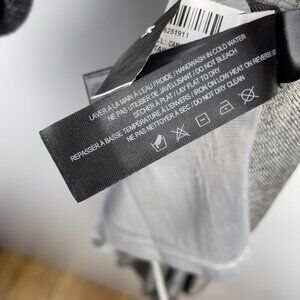 6251911
LAVER À LA MAIN À L'EAU FROIDE / HANDWASH IN COLD WATER
NE PAS UTILISER DE JAVELLISANT / DO NOT BLEACH
SÉCHER À PLAT / LAY FLAT TO DRY
REPASSER À BASSE TEMPÉRATURE À L'ENVERS / IRON ON LOW HEAT ON REVERSE
NE PAS NETTOYER À SEC / DO NOT DRY CLEAN